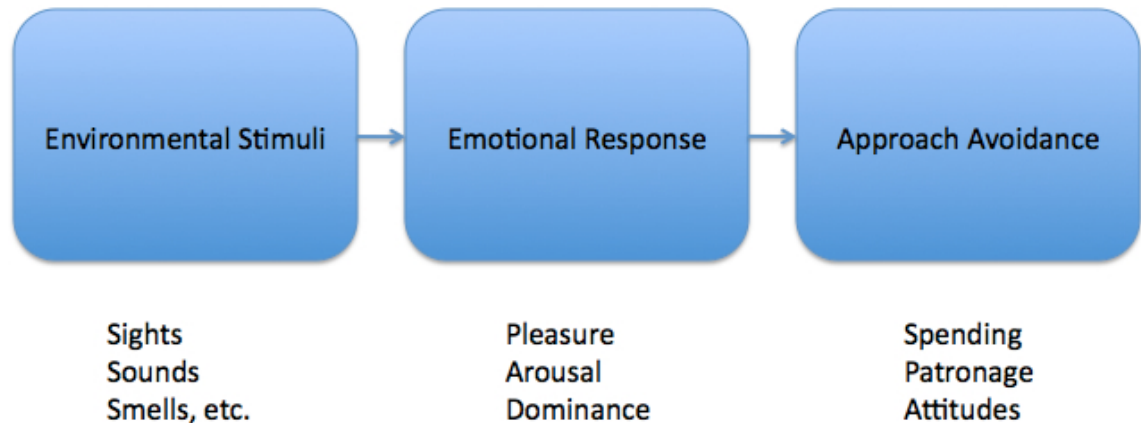 Environmental Stimuli
Emotional Response
Approach Avoidance
Sights
Sounds
Smells, etc.
Pleasure
Arousal
Dominance
Spending
Patronage
Attitudes